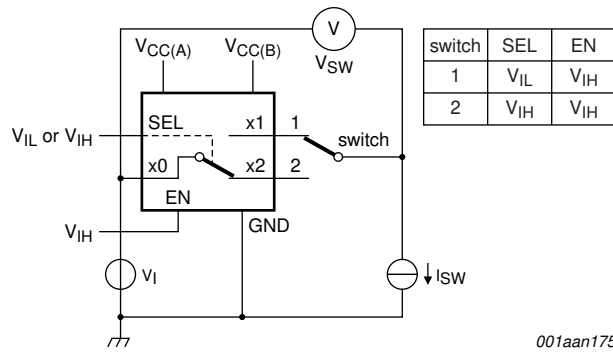 V
VSW
VCC(A) VCC(B)
switch SEL EN
1 VIL VIH
2 VIH VIH
SEL x1 1
VIL or VIH
switch
x0 x2 2
EN
VIH
GND
VI
ISW
001aan175